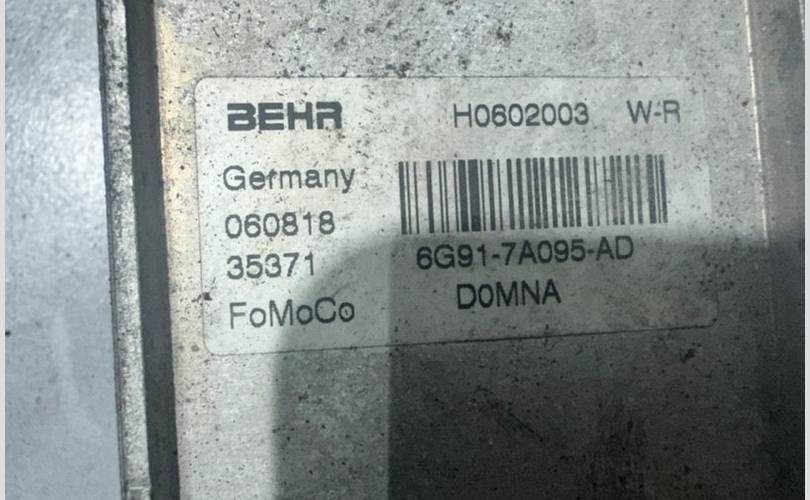 BEHR H0602003 W-R
Germany
060818
35371 6G91-7A095-AD
FoMoCo D0MNA